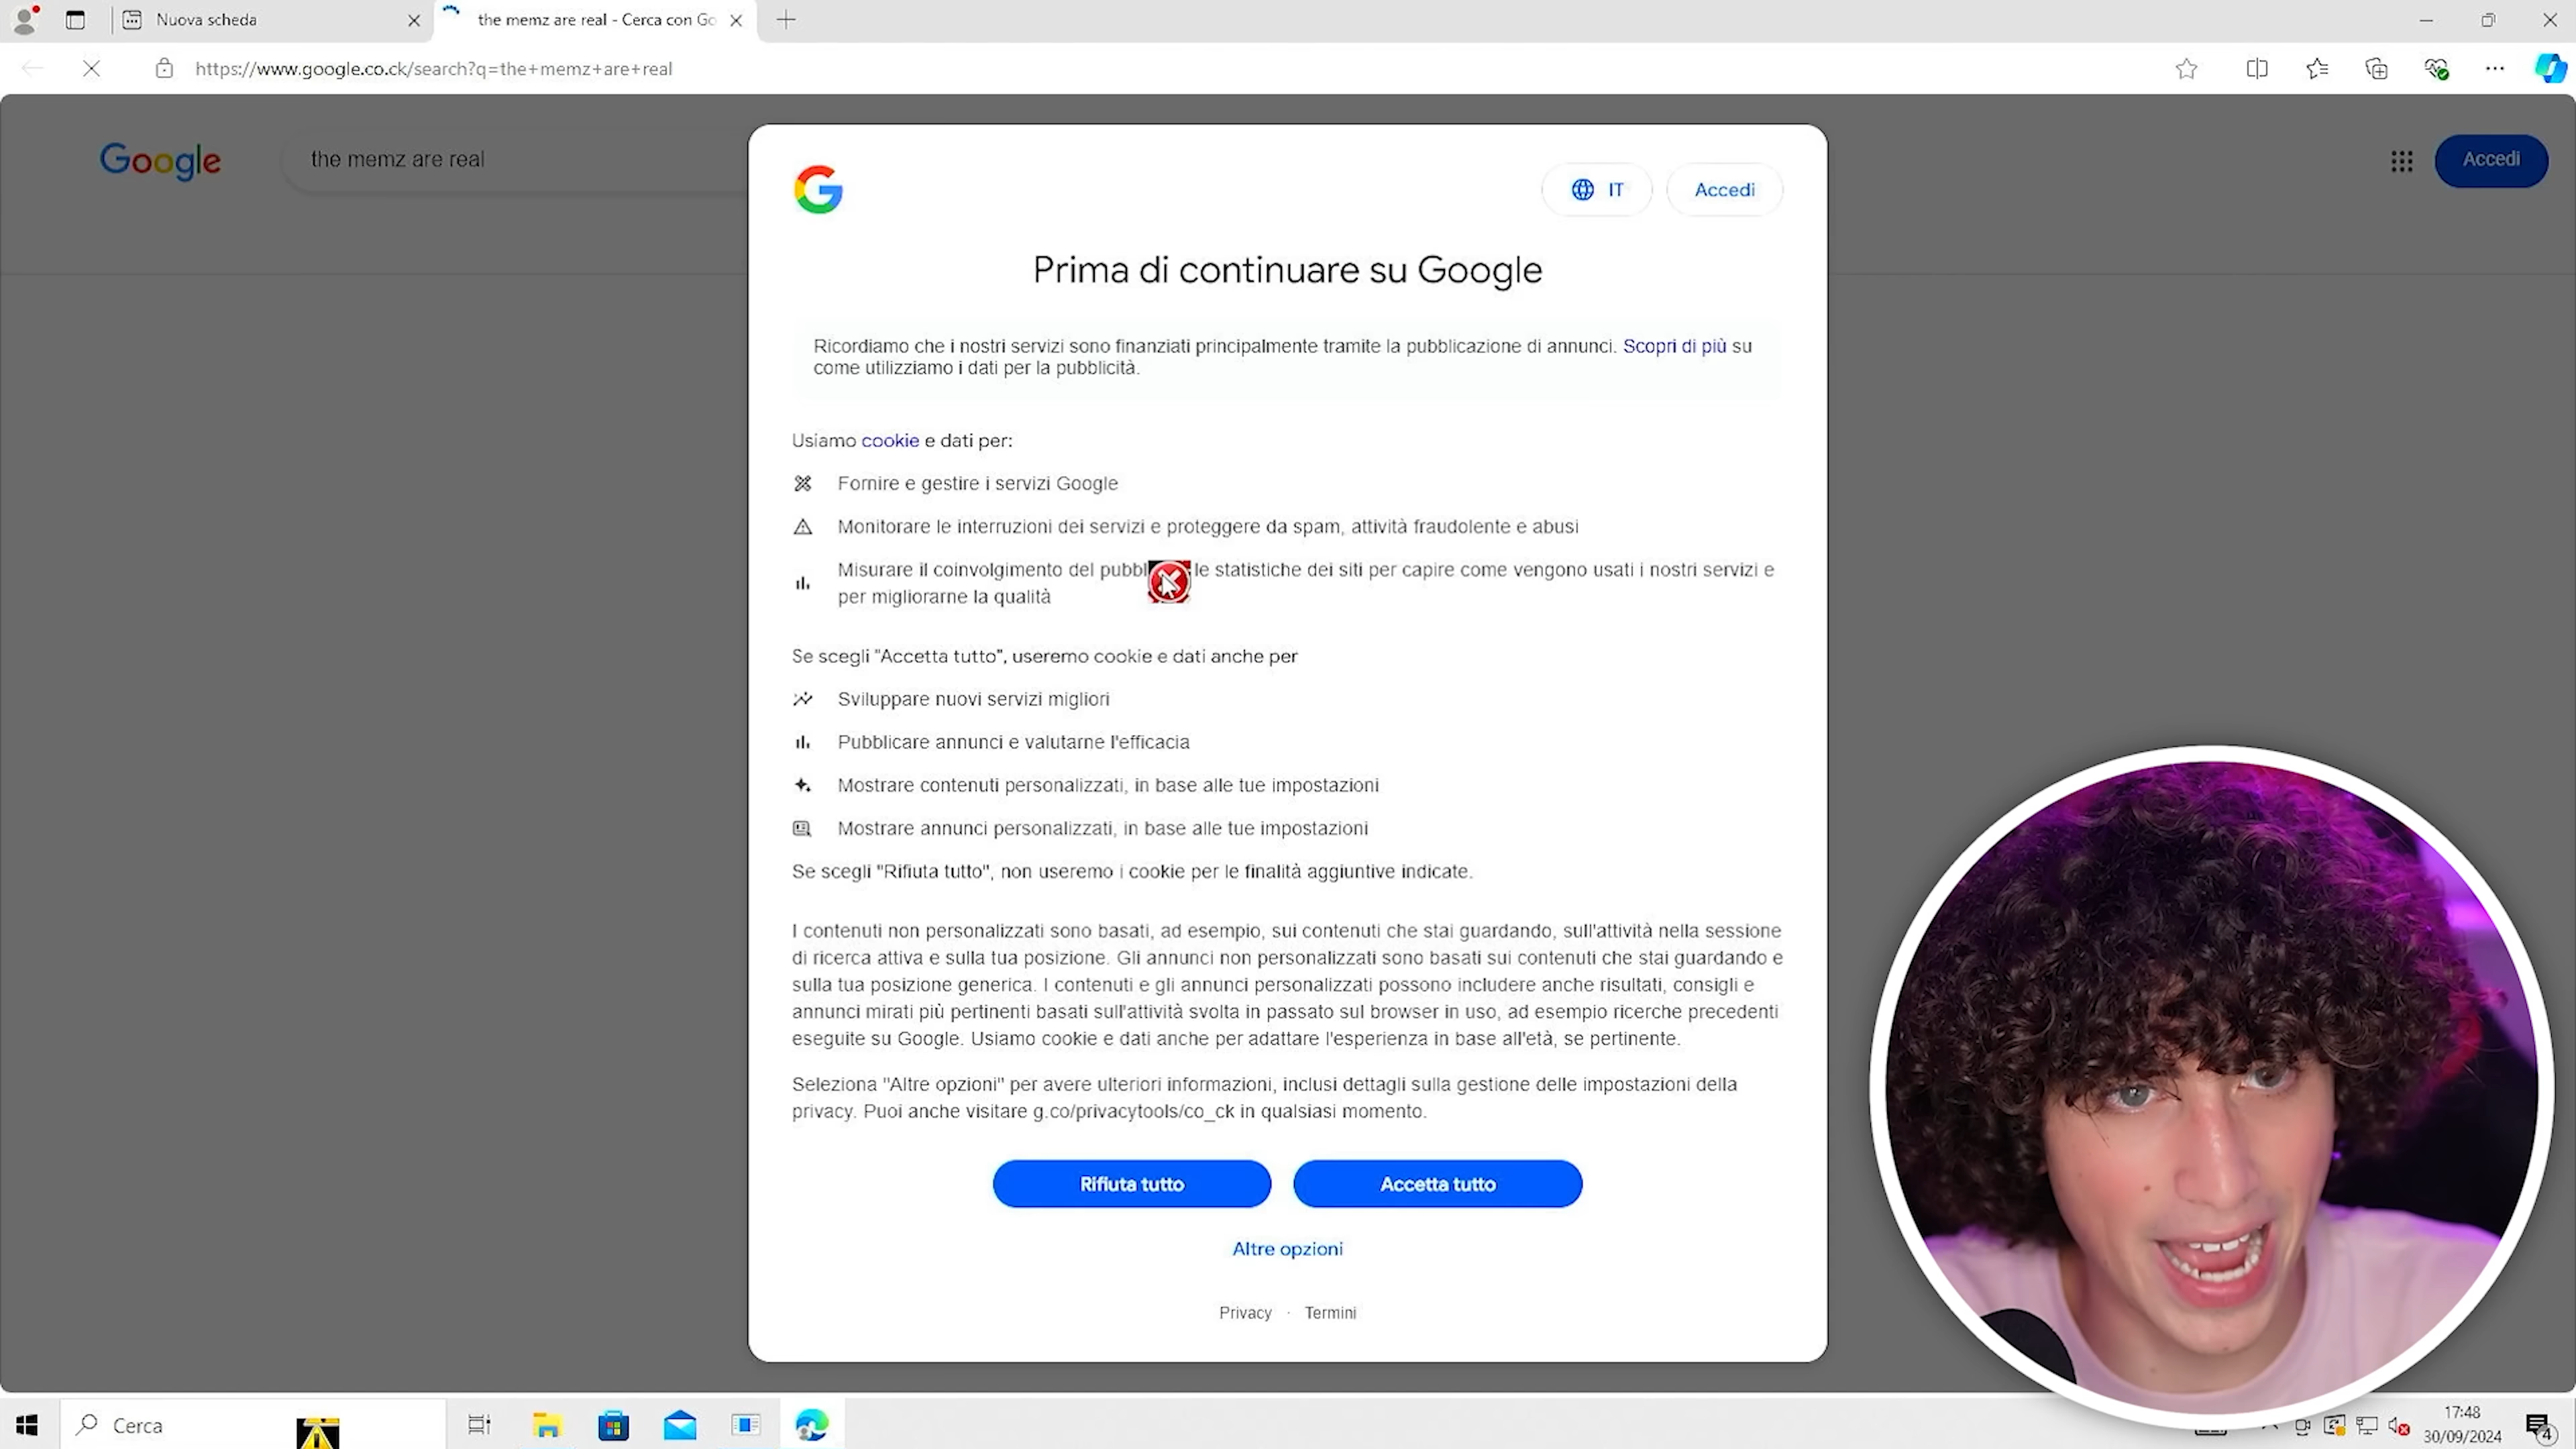 Nuova scheda
the memz are real - Cerca con Go
https://www.google.co.ck/search?q=the+memz+are+real
Google
the memz are real
Accedi
IT
Accedi
Prima di continuare su Google
Ricordiamo che i nostri servizi sono finanziati principalmente tramite la pubblicazione di annunci. Scopri di più su
come utilizziamo i dati per la pubblicità.
Usiamo cookie e dati per:
Fornire e gestire i servizi Google
Monitorare le interruzioni dei servizi e proteggere da spam, attività fraudolente e abusi
Misurare il coinvolgimento del pubbl le statistiche dei siti per capire come vengono usati i nostri servizi e
per migliorarne la qualità
Se scegli "Accetta tutto", useremo cookie e dati anche per
Sviluppare nuovi servizi migliori
Pubblicare annunci e valutarne l'efficacia
Mostrare contenuti personalizzati, in base alle tue impostazioni
Mostrare annunci personalizzati, in base alle tue impostazioni
Se scegli "Rifiuta tutto", non useremo i cookie per le finalità aggiuntive indicate.
I contenuti non personalizzati sono basati, ad esempio, sui contenuti che stai guardando, sull'attività nella sessione
di ricerca attiva e sulla tua posizione. Gli annunci non personalizzati sono basati sui contenuti che stai guardando e
sulla tua posizione generica. I contenuti e gli annunci personalizzati possono includere anche risultati, consigli e
annunci mirati più pertinenti basati sull'attività svolta in passato sul browser in uso, ad esempio ricerche precedenti
eseguite su Google. Usiamo cookie e dati anche per adattare l'esperienza in base all'età, se pertinente.
Seleziona "Altre opzioni" per avere ulteriori informazioni, inclusi dettagli sulla gestione delle impostazioni della
privacy. Puoi anche visitare g.co/privacytools/co_ck in qualsiasi momento.
Rifiuta tutto
Accetta tutto
Altre opzioni
Privacy · Termini
Cerca
17:48
30/09/2024
4